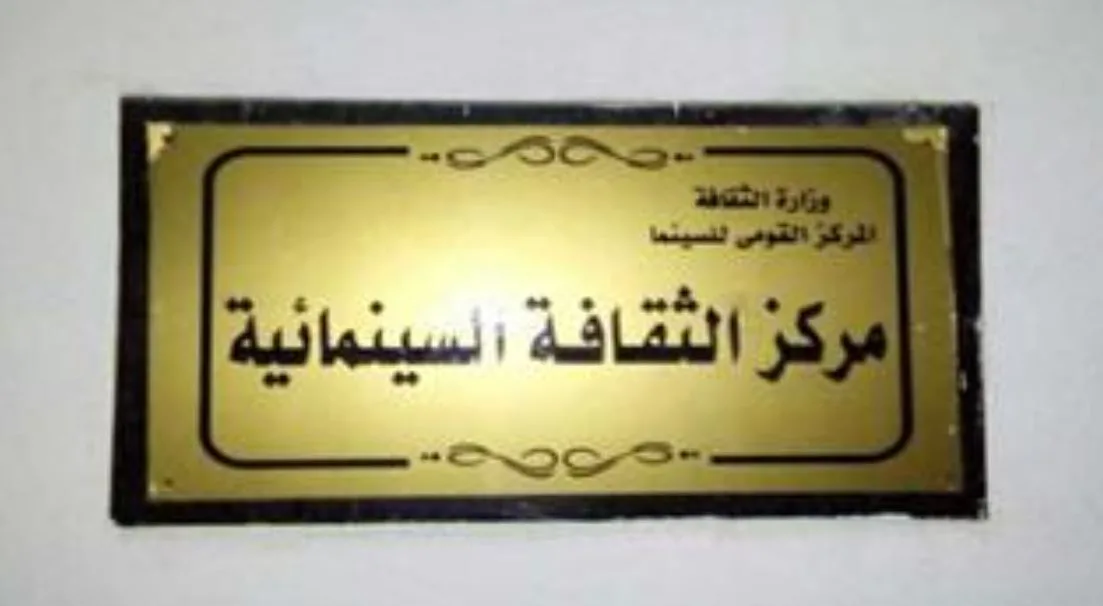 وزارة الثقافة
المركز القومى للسينما
مركز الثقافة السينمائية